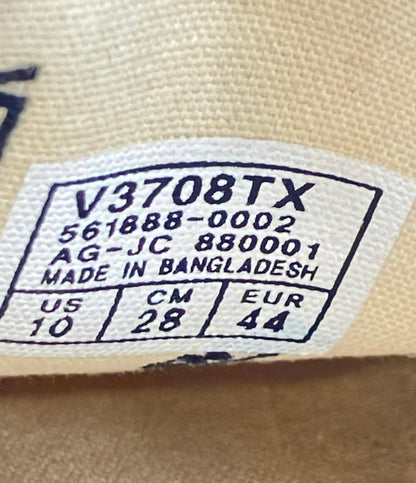 V3708TX
561888-0002
AG-JC 880001
MADE IN BANGLADESH
US CM EUR
10 28 44